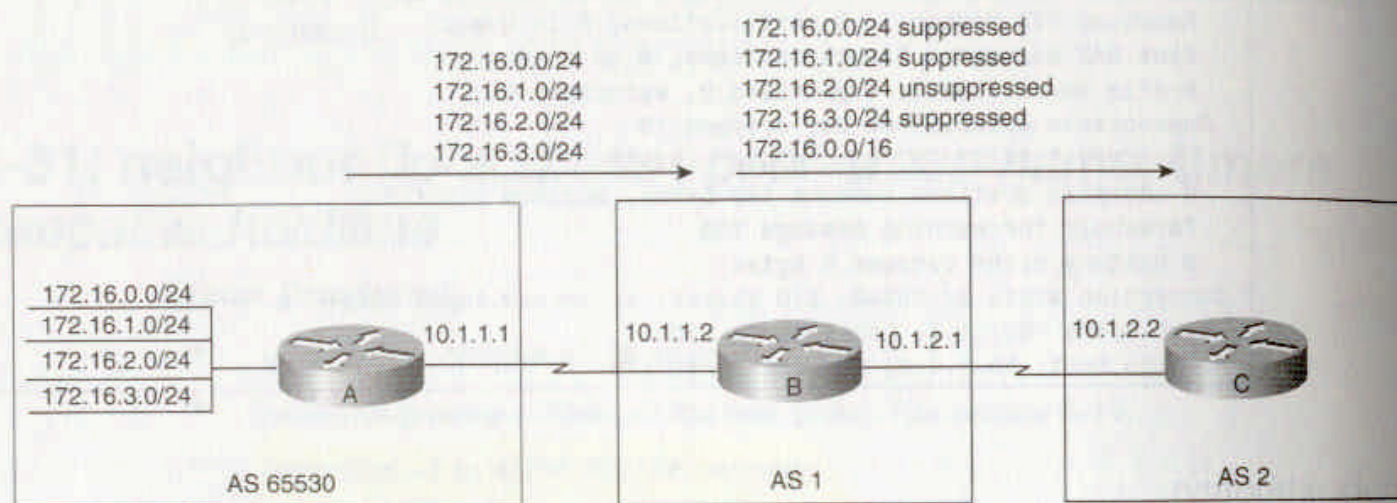 172.16.0.0/24 suppressed
172.16.1.0/24 suppressed
172.16.2.0/24 unsuppressed
172.16.3.0/24 suppressed
172.16.0.0/16
172.16.0.0/24
172.16.1.0/24
172.16.2.0/24
172.16.3.0/24
172.16.0.0/24
172.16.1.0/24
172.16.2.0/24
172.16.3.0/24
A
10.1.1.1
10.1.1.2
B
10.1.2.1
10.1.2.2
C
AS 65530
AS 1
AS 2